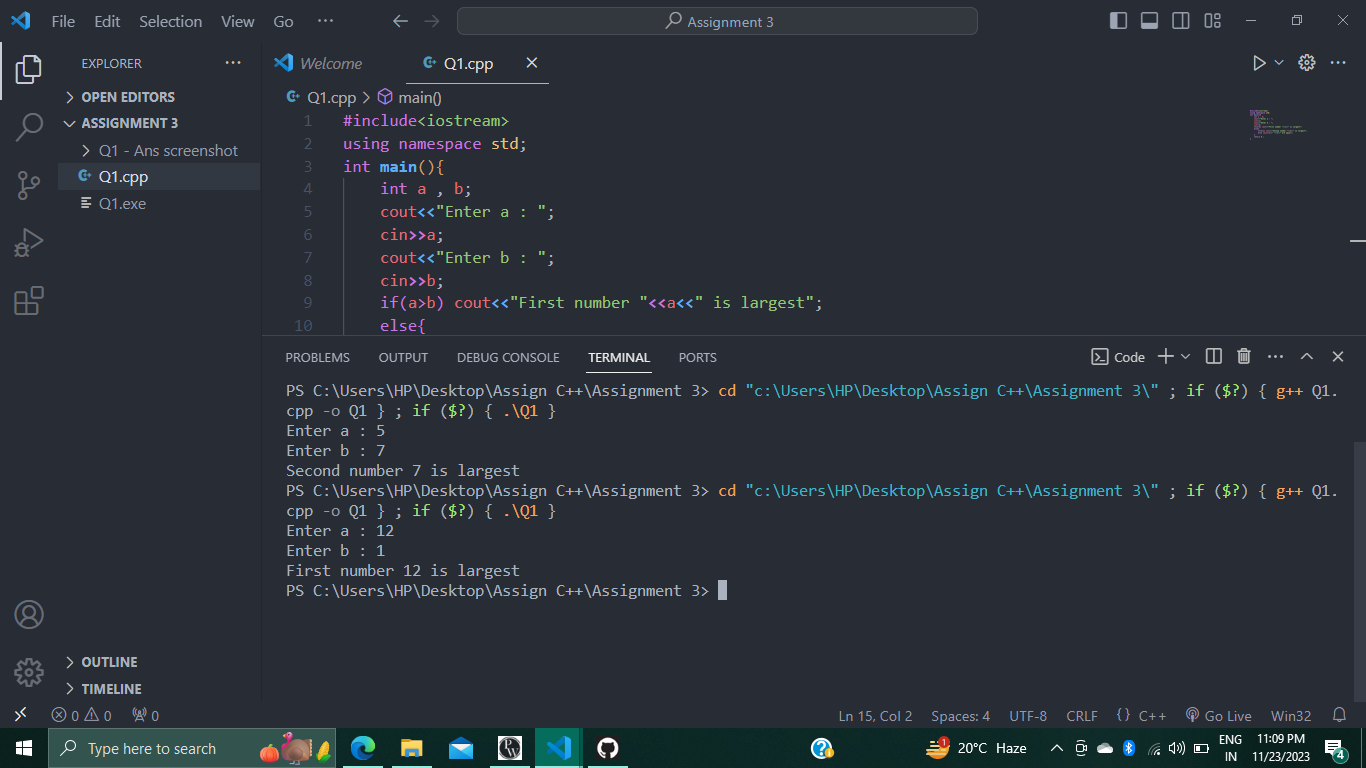 File Edit Selection View Go ···
Assignment 3
EXPLORER
OPEN EDITORS
ASSIGNMENT 3
Q1 - Ans screenshot
Q1.cpp
Q1.exe
OUTLINE
TIMELINE
Welcome
Q1.cpp
Q1.cpp > main()
1 #include<iostream>
2 using namespace std;
3 int main(){
4 int a , b;
5 cout<<"Enter a : ";
6 cin>>a;
7 cout<<"Enter b : ";
8 cin>>b;
9 if(a>b) cout<<"First number "<<a<<" is largest";
10 else{
PROBLEMS OUTPUT DEBUG CONSOLE TERMINAL PORTS
Code
PS C:\Users\HP\Desktop\Assign C++\Assignment 3> cd "c:\Users\HP\Desktop\Assign C++\Assignment 3\" ; if ($?) { g++ Q1.
cpp -o Q1 } ; if ($?) { .\Q1 }
Enter a : 5
Enter b : 7
Second number 7 is largest
PS C:\Users\HP\Desktop\Assign C++\Assignment 3> cd "c:\Users\HP\Desktop\Assign C++\Assignment 3\" ; if ($?) { g++ Q1.
cpp -o Q1 } ; if ($?) { .\Q1 }
Enter a : 12
Enter b : 1
First number 12 is largest
PS C:\Users\HP\Desktop\Assign C++\Assignment 3>
0 0 0
Ln 15, Col 2 Spaces: 4 UTF-8 CRLF {} C++ Go Live Win32
Type here to search
1
20°C Haze
ENG
IN
11:09 PM
11/23/2023
4